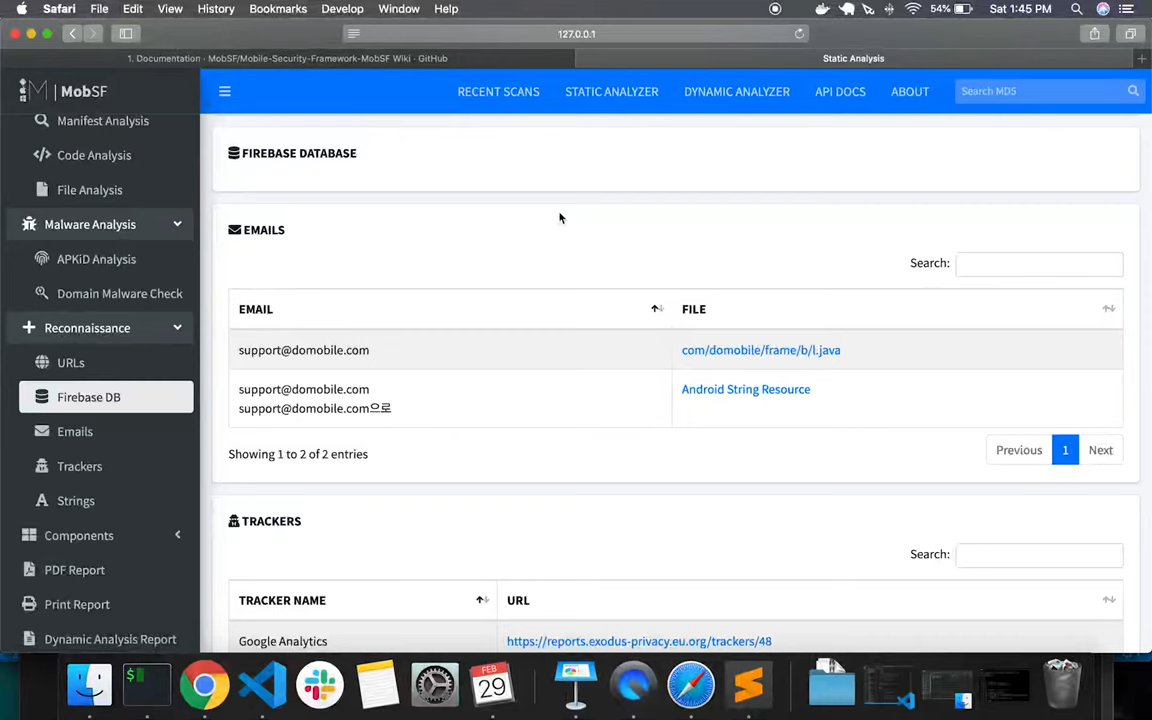 Safari File Edit View History Bookmarks Develop Window Help 54% Sat 1:45 PM
127.0.0.1
1. Documentation · MobSF/Mobile-Security-Framework-MobSF Wiki · GitHub
Static Analysis
MobSF
RECENT SCANS STATIC ANALYZER DYNAMIC ANALYZER API DOCS ABOUT Search MD5
Manifest Analysis
Code Analysis
File Analysis
Malware Analysis
APKiD Analysis
Domain Malware Check
Reconnaissance
URLs
Firebase DB
Emails
Trackers
Strings
Components
PDF Report
Print Report
Dynamic Analysis Report
FIREBASE DATABASE
EMAILS
Search:
EMAIL FILE
support@domobile.com com/domobile/frame/b/l.java
support@domobile.com Android String Resource
support@domobile.com으로
Showing 1 to 2 of 2 entries
Previous 1 Next
TRACKERS
Search:
TRACKER NAME URL
Google Analytics https://reports.exodus-privacy.eu.org/trackers/48
$
FEB
29